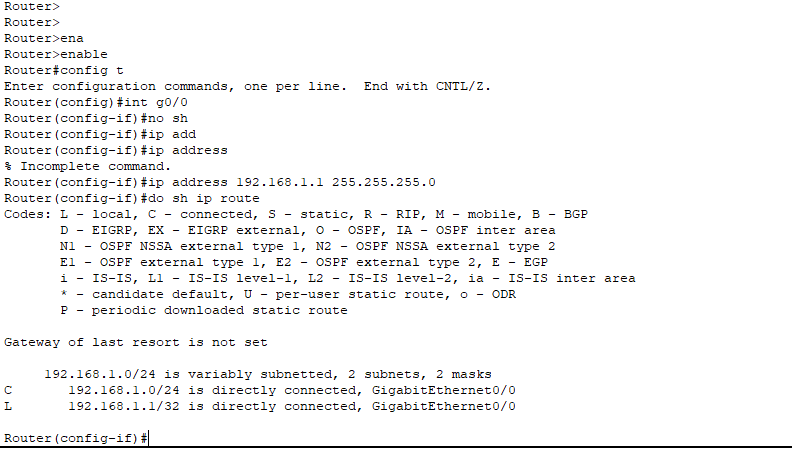 Router>
Router>
Router>ena
Router>enable
Router#config t
Enter configuration commands, one per line.  End with CNTL/Z.
Router(config)#int g0/0
Router(config-if)#no sh
Router(config-if)#ip add
Router(config-if)#ip address
% Incomplete command.
Router(config-if)#ip address 192.168.1.1 255.255.255.0
Router(config-if)#do sh ip route
Codes: L - local, C - connected, S - static, R - RIP, M - mobile, B - BGP
       D - EIGRP, EX - EIGRP external, O - OSPF, IA - OSPF inter area
       N1 - OSPF NSSA external type 1, N2 - OSPF NSSA external type 2
       E1 - OSPF external type 1, E2 - OSPF external type 2, E - EGP
       i - IS-IS, L1 - IS-IS level-1, L2 - IS-IS level-2, ia - IS-IS inter area
       * - candidate default, U - per-user static route, o - ODR
       P - periodic downloaded static route

Gateway of last resort is not set

     192.168.1.0/24 is variably subnetted, 2 subnets, 2 masks
C       192.168.1.0/24 is directly connected, GigabitEthernet0/0
L       192.168.1.1/32 is directly connected, GigabitEthernet0/0

Router(config-if)#